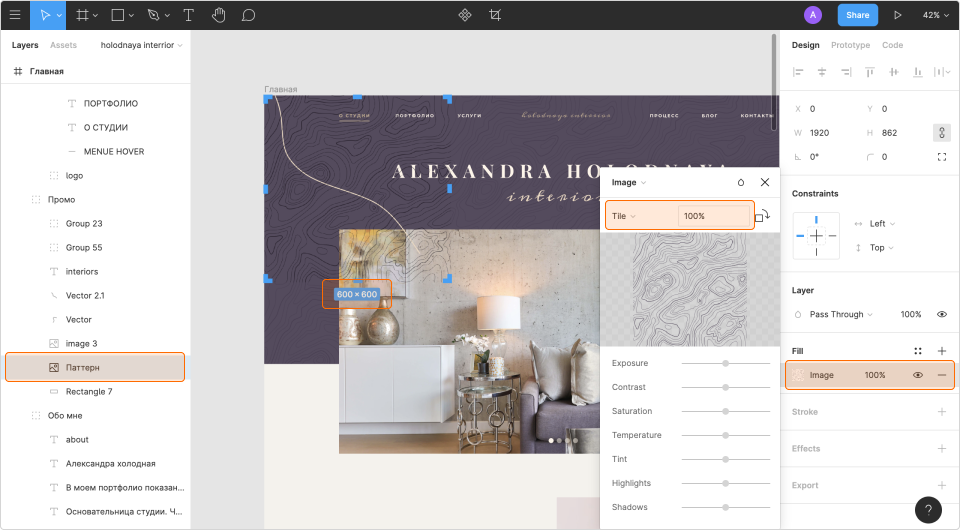 A
Share
42%
Layers
Assets
holodnaya interrior
Главная
ПОРТФОЛИО
О СТУДИИ
MENUE HOVER
logo
Промо
Group 23
Group 55
interiors
Vector 2.1
Vector
image 3
Паттерн
Rectangle 7
Обо мне
about
Александра холодная
В моем портфолио показан...
Основательница студии. Ч...
Главная
О СТУДИИ
ПОРТФОЛИО
УСЛУГИ
holodnaya interrior
ПРОЦЕСС
БЛОГ
КОНТАКТЫ
ALEXANDRA HOLODNAYA
interio
600 × 600
Image
Tile
100%
Exposure
Contrast
Saturation
Temperature
Tint
Highlights
Shadows
Design
Prototype
Code
X
0
Y
0
W
1920
H
862
0°
0
Constraints
Left
Top
Layer
Pass Through
100%
Fill
Image
100%
Stroke
Effects
Export
?